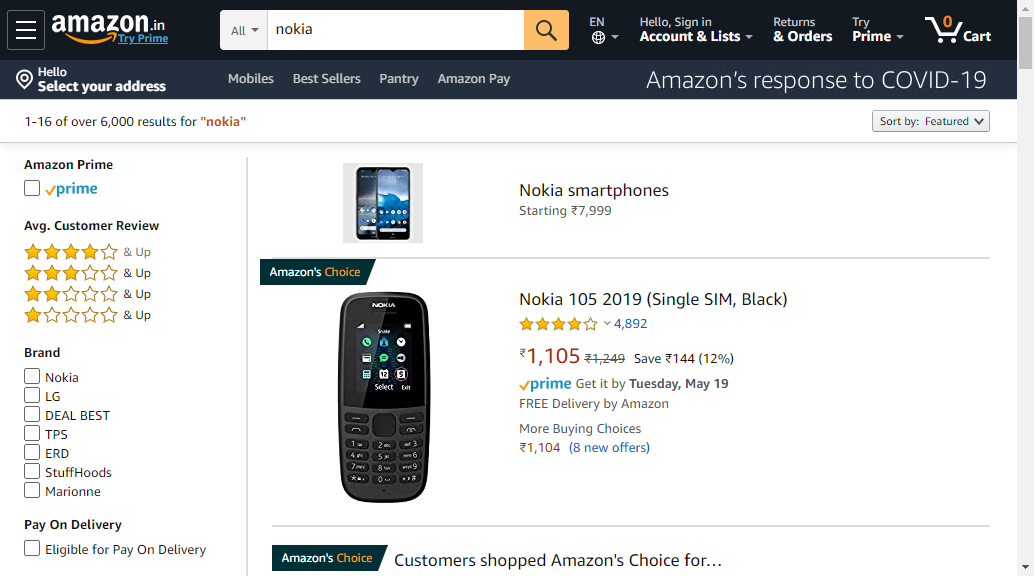 amazon.in
Try Prime
All
nokia
EN
Hello, Sign in
Account & Lists
Returns
& Orders
Try
Prime
0
Cart
Hello
Select your address
Mobiles
Best Sellers
Pantry
Amazon Pay
Amazon's response to COVID-19
1-16 of over 6,000 results for "nokia"
Sort by: Featured
Amazon Prime
prime
Avg. Customer Review
& Up
& Up
& Up
& Up
Brand
Nokia
LG
DEAL BEST
TPS
ERD
StuffHoods
Marionne
Pay On Delivery
Eligible for Pay On Delivery
Nokia smartphones
Starting ₹7,999
Amazon's Choice
NOKIA
Snake
12
Select Exit
Nokia 105 2019 (Single SIM, Black)
4,892
₹1,105 ₹1,249 Save ₹144 (12%)
prime Get it by Tuesday, May 19
FREE Delivery by Amazon
More Buying Choices
₹1,104 (8 new offers)
Amazon's Choice
Customers shopped Amazon's Choice for…